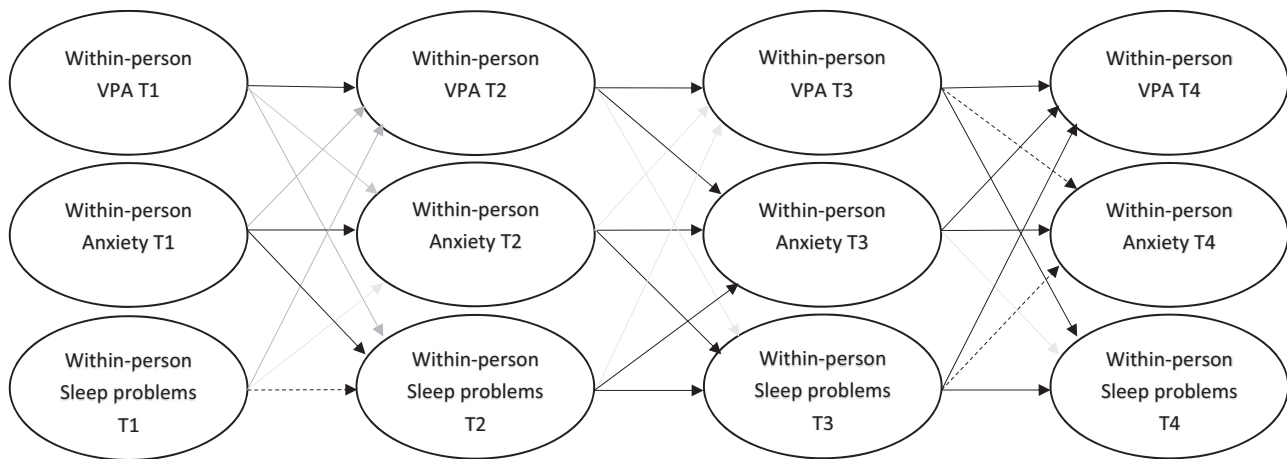 Within-person
VPA T1
Within-person
VPA T2
Within-person
VPA T3
Within-person
VPA T4
Within-person
Anxiety T1
Within-person
Anxiety T2
Within-person
Anxiety T3
Within-person
Anxiety T4
Within-person
Sleep problems
T1
Within-person
Sleep problems
T2
Within-person
Sleep problems
T3
Within-person
Sleep problems
T4